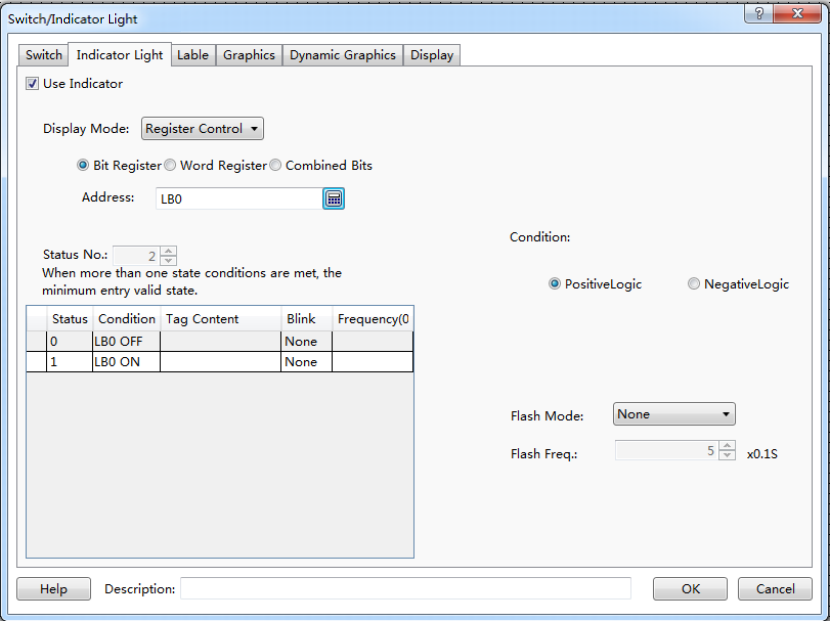 Switch/Indicator Light
?
Switch Indicator Light Lable Graphics Dynamic Graphics Display
Use Indicator
Display Mode: Register Control
Bit Register Word Register Combined Bits
Address: LB0
Status No.: 2
When more than one state conditions are met, the
minimum entry valid state.
Status Condition Tag Content Blink Frequency(0
0 LB0 OFF None
1 LB0 ON None
Condition:
PositiveLogic NegativeLogic
Flash Mode: None
Flash Freq.: 5 x0.1S
Help Description: OK Cancel